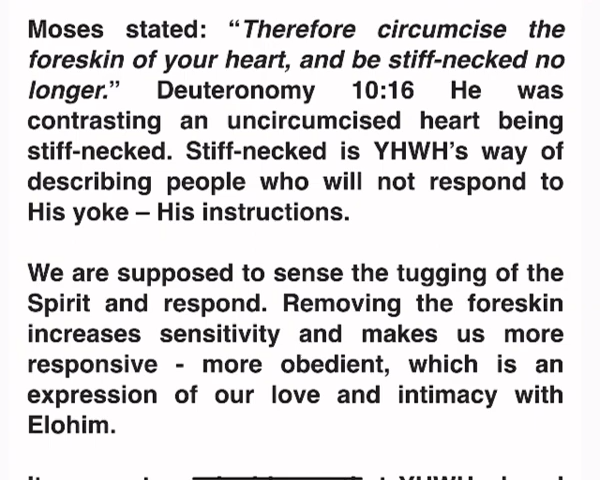 Moses stated: “Therefore circumcise the
foreskin of your heart, and be stiff-necked no
longer.” Deuteronomy 10:16 He was
contrasting an uncircumcised heart being
stiff-necked. Stiff-necked is YHWH’s way of
describing people who will not respond to
His yoke – His instructions.
We are supposed to sense the tugging of the
Spirit and respond. Removing the foreskin
increases sensitivity and makes us more
responsive - more obedient, which is an
expression of our love and intimacy with
Elohim.